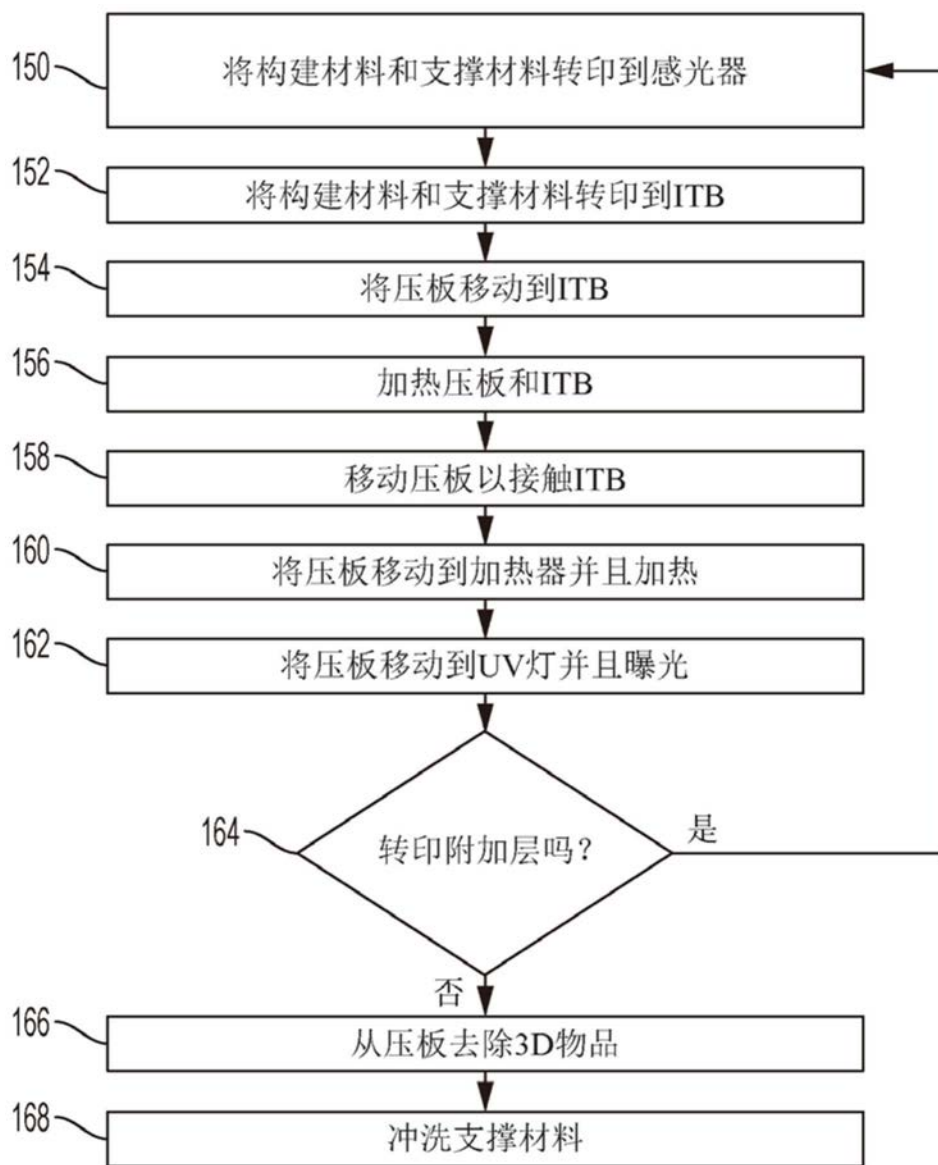 150
将构建材料和支撑材料转印到感光器
152
将构建材料和支撑材料转印到ITB
154
将压板移动到ITB
156
加热压板和ITB
158
移动压板以接触ITB
160
将压板移动到加热器并且加热
162
将压板移动到UV灯并且曝光
164
转印附加层吗?
是
否
166
从压板去除3D物品
168
冲洗支撑材料